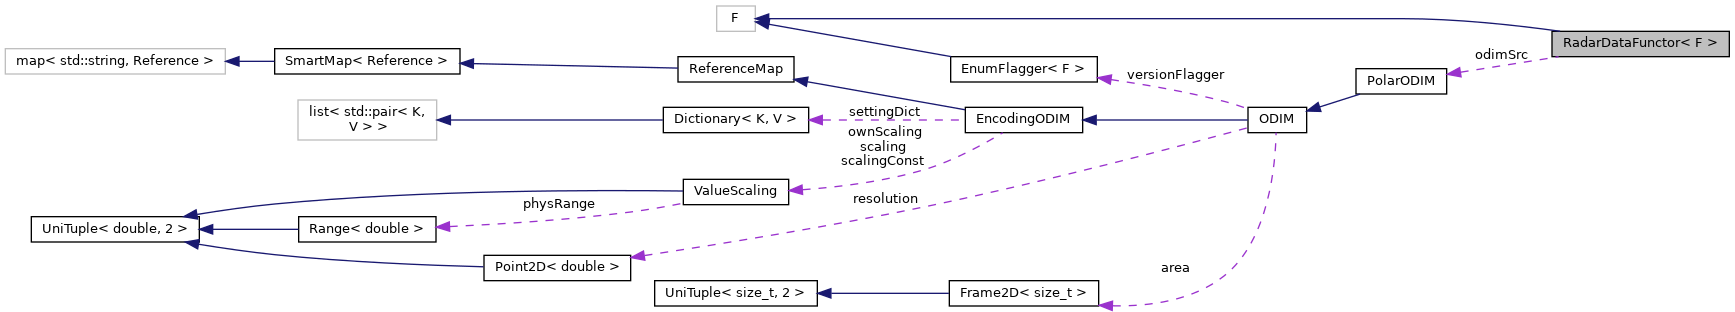 F
RadarDataFunctor< F >
odimSrc
map< std::string, Reference >
SmartMap< Reference >
ReferenceMap
EnumFlagger< F >
versionFlagger
PolarODIM
list< std::pair< K,
V > >
Dictionary< K, V >
settingDict
EncodingODIM
ODIM
ownScaling
scaling
scalingConst
ValueScaling
physRange
resolution
UniTuple< double, 2 >
Range< double >
Point2D< double >
area
UniTuple< size_t, 2 >
Frame2D< size_t >